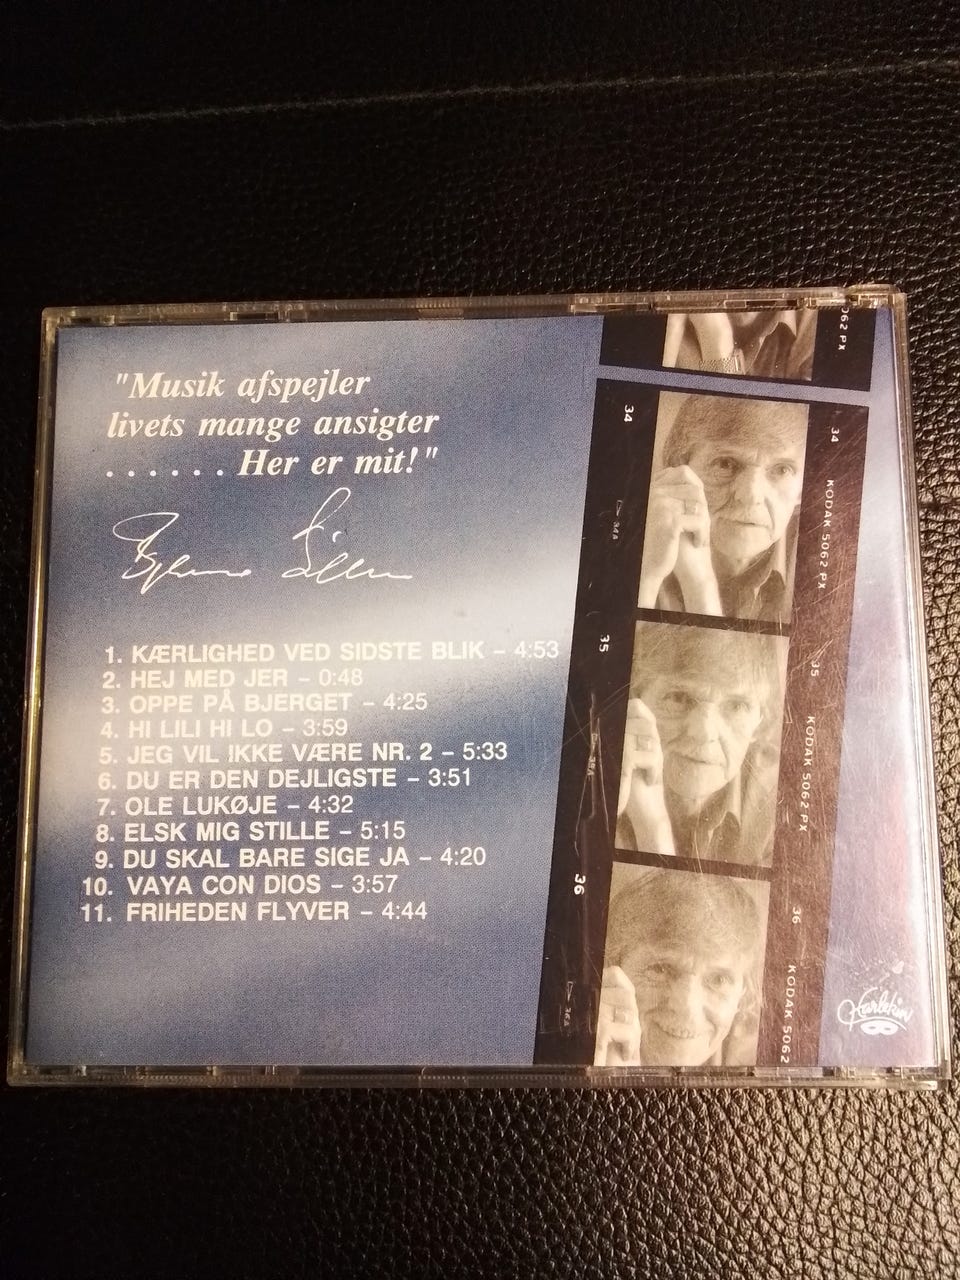 "Musik afspejler
livets mange ansigter
. . . . . . Her er mit!"
1. KÆRLIGHED VED SIDSTE BLIK – 4:53
2. HEJ MED JER – 0:48
3. OPPE PÅ BJERGET – 4:25
4. HI LILI HI LO – 3:59
5. JEG VIL IKKE VÆRE NR. 2 – 5:33
6. DU ER DEN DEJLIGSTE – 3:51
7. OLE LUKØJE – 4:32
8. ELSK MIG STILLE – 5:15
9. DU SKAL BARE SIGE JA – 4:20
10. VAYA CON DIOS – 3:57
11. FRIHEDEN FLYVER – 4:44
34
34A
35
35A
36
36A
062 PX
34
KODAK 5062 PX
35
KODAK 5062 PX
36
KODAK 5062
Harlekin